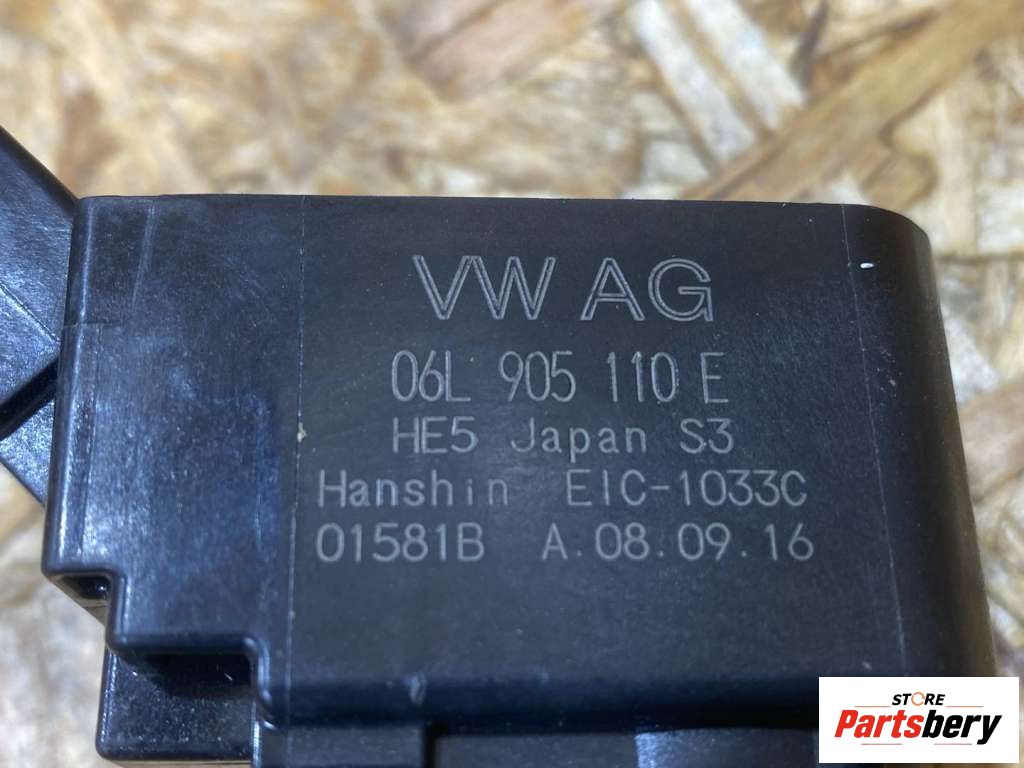 VW AG
06L 905 110 E
HE5 Japan S3
Hanshin EIC-1033C
01581B A.08.09.16
STORE
Partsbery